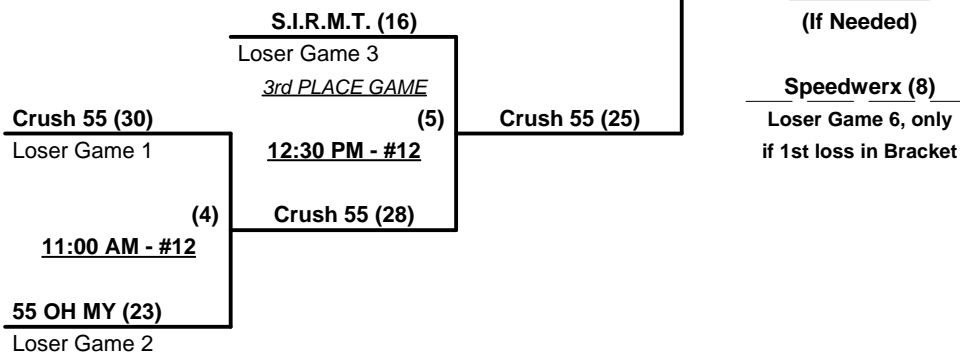 S.I.R.M.T. (16)
(If Needed)
Loser Game 3
3rd PLACE GAME
Speedwerx (8)
Crush 55 (30)
(5)
Crush 55 (25)
Loser Game 6, only
Loser Game 1
12:30 PM - #12
if 1st loss in Bracket
(4)
Crush 55 (28)
11:00 AM - #12
55 OH MY (23)
Loser Game 2